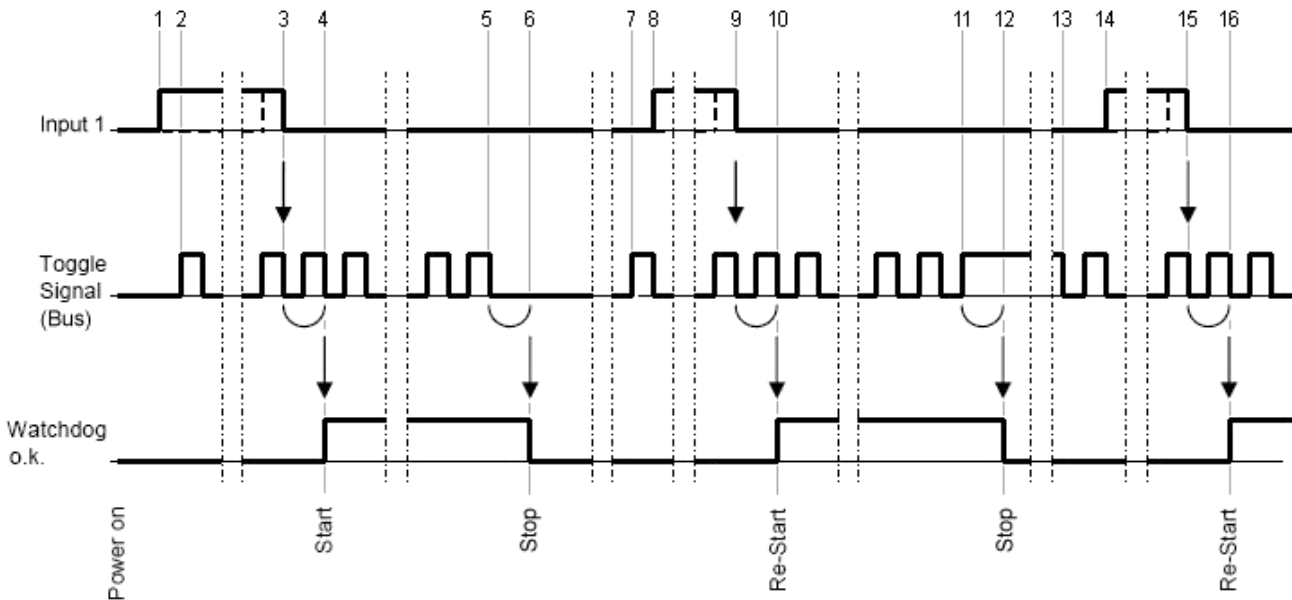 1 2 3 4 5 6 7 8 9 10 11 12 13 14 15 16
Input 1
Toggle
Signal
(Bus)
Watchdog
o.k.
Power on
Start
Stop
Re-Start
Stop
Re-Start